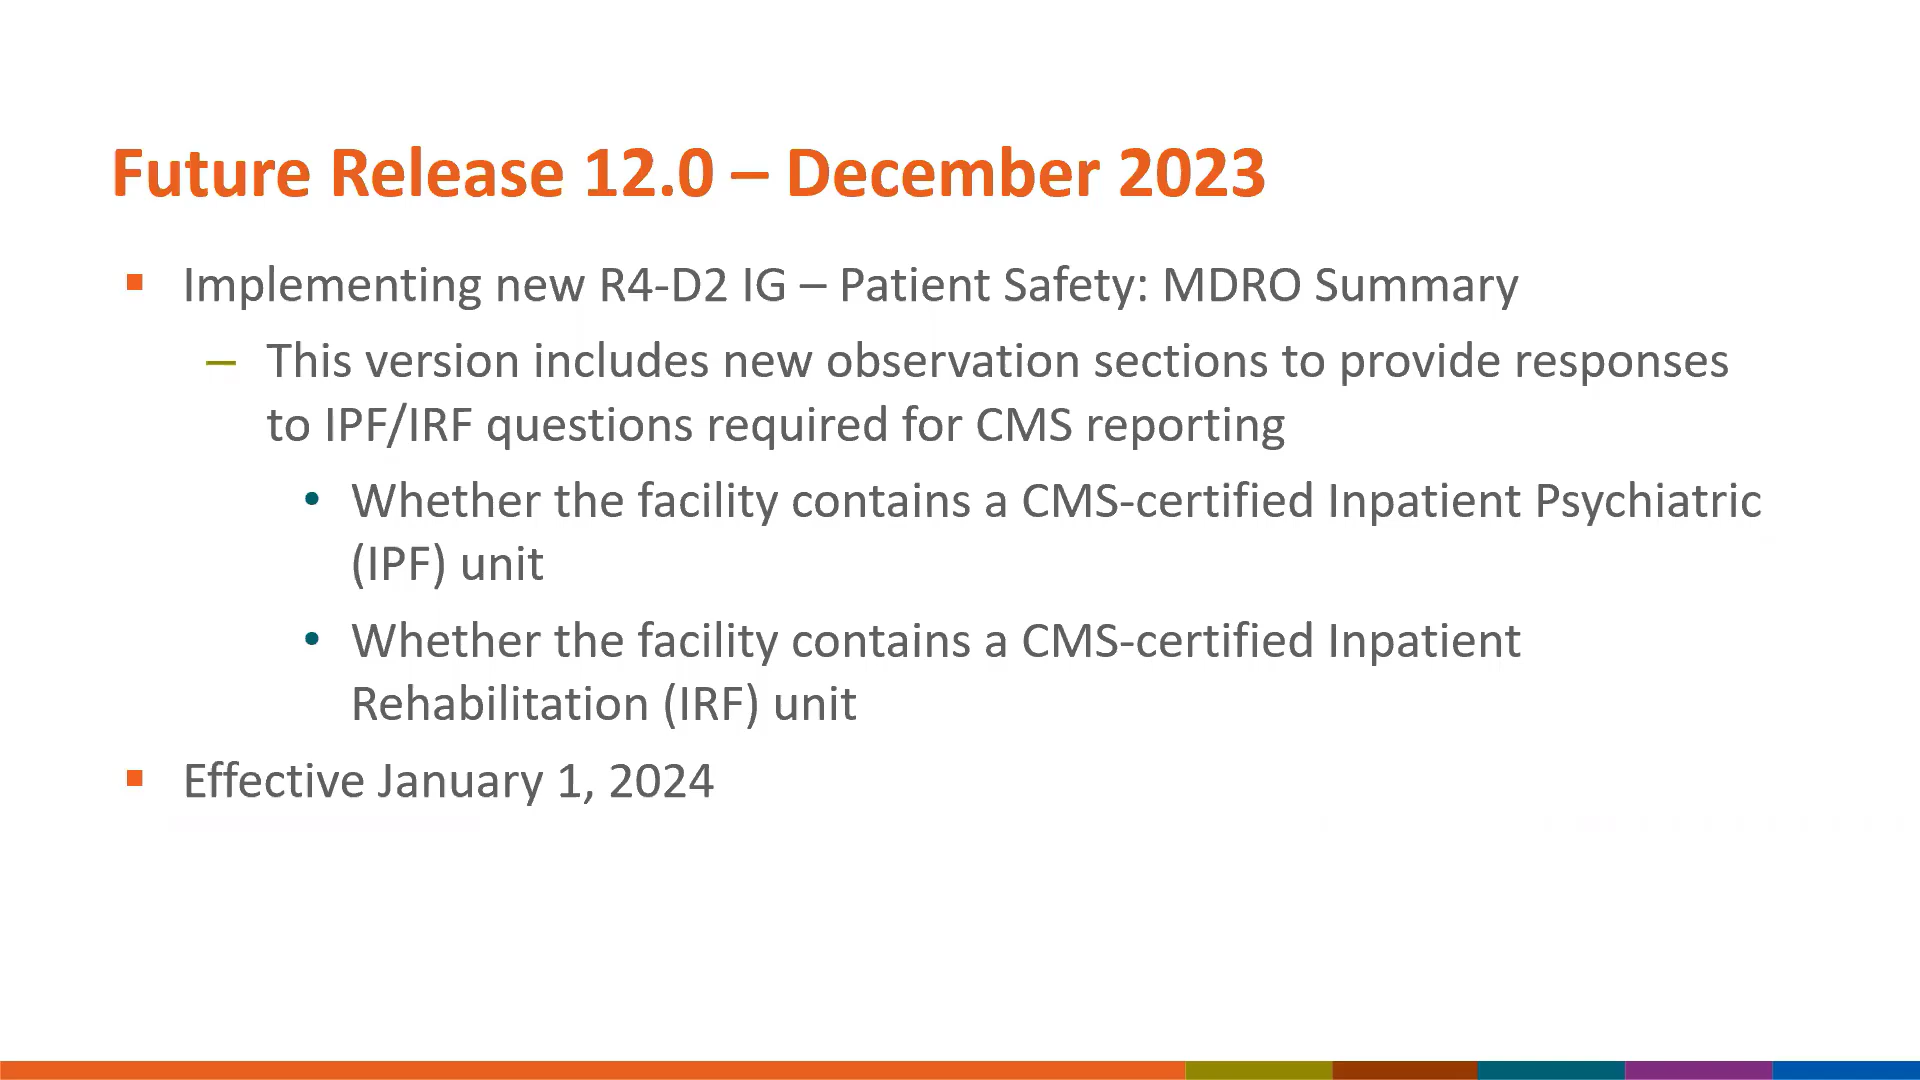 Future Release 12.0 – December 2023
▪ Implementing new R4-D2 IG – Patient Safety: MDRO Summary
– This version includes new observation sections to provide responses
to IPF/IRF questions required for CMS reporting
• Whether the facility contains a CMS-certified Inpatient Psychiatric
(IPF) unit
• Whether the facility contains a CMS-certified Inpatient
Rehabilitation (IRF) unit
▪ Effective January 1, 2024